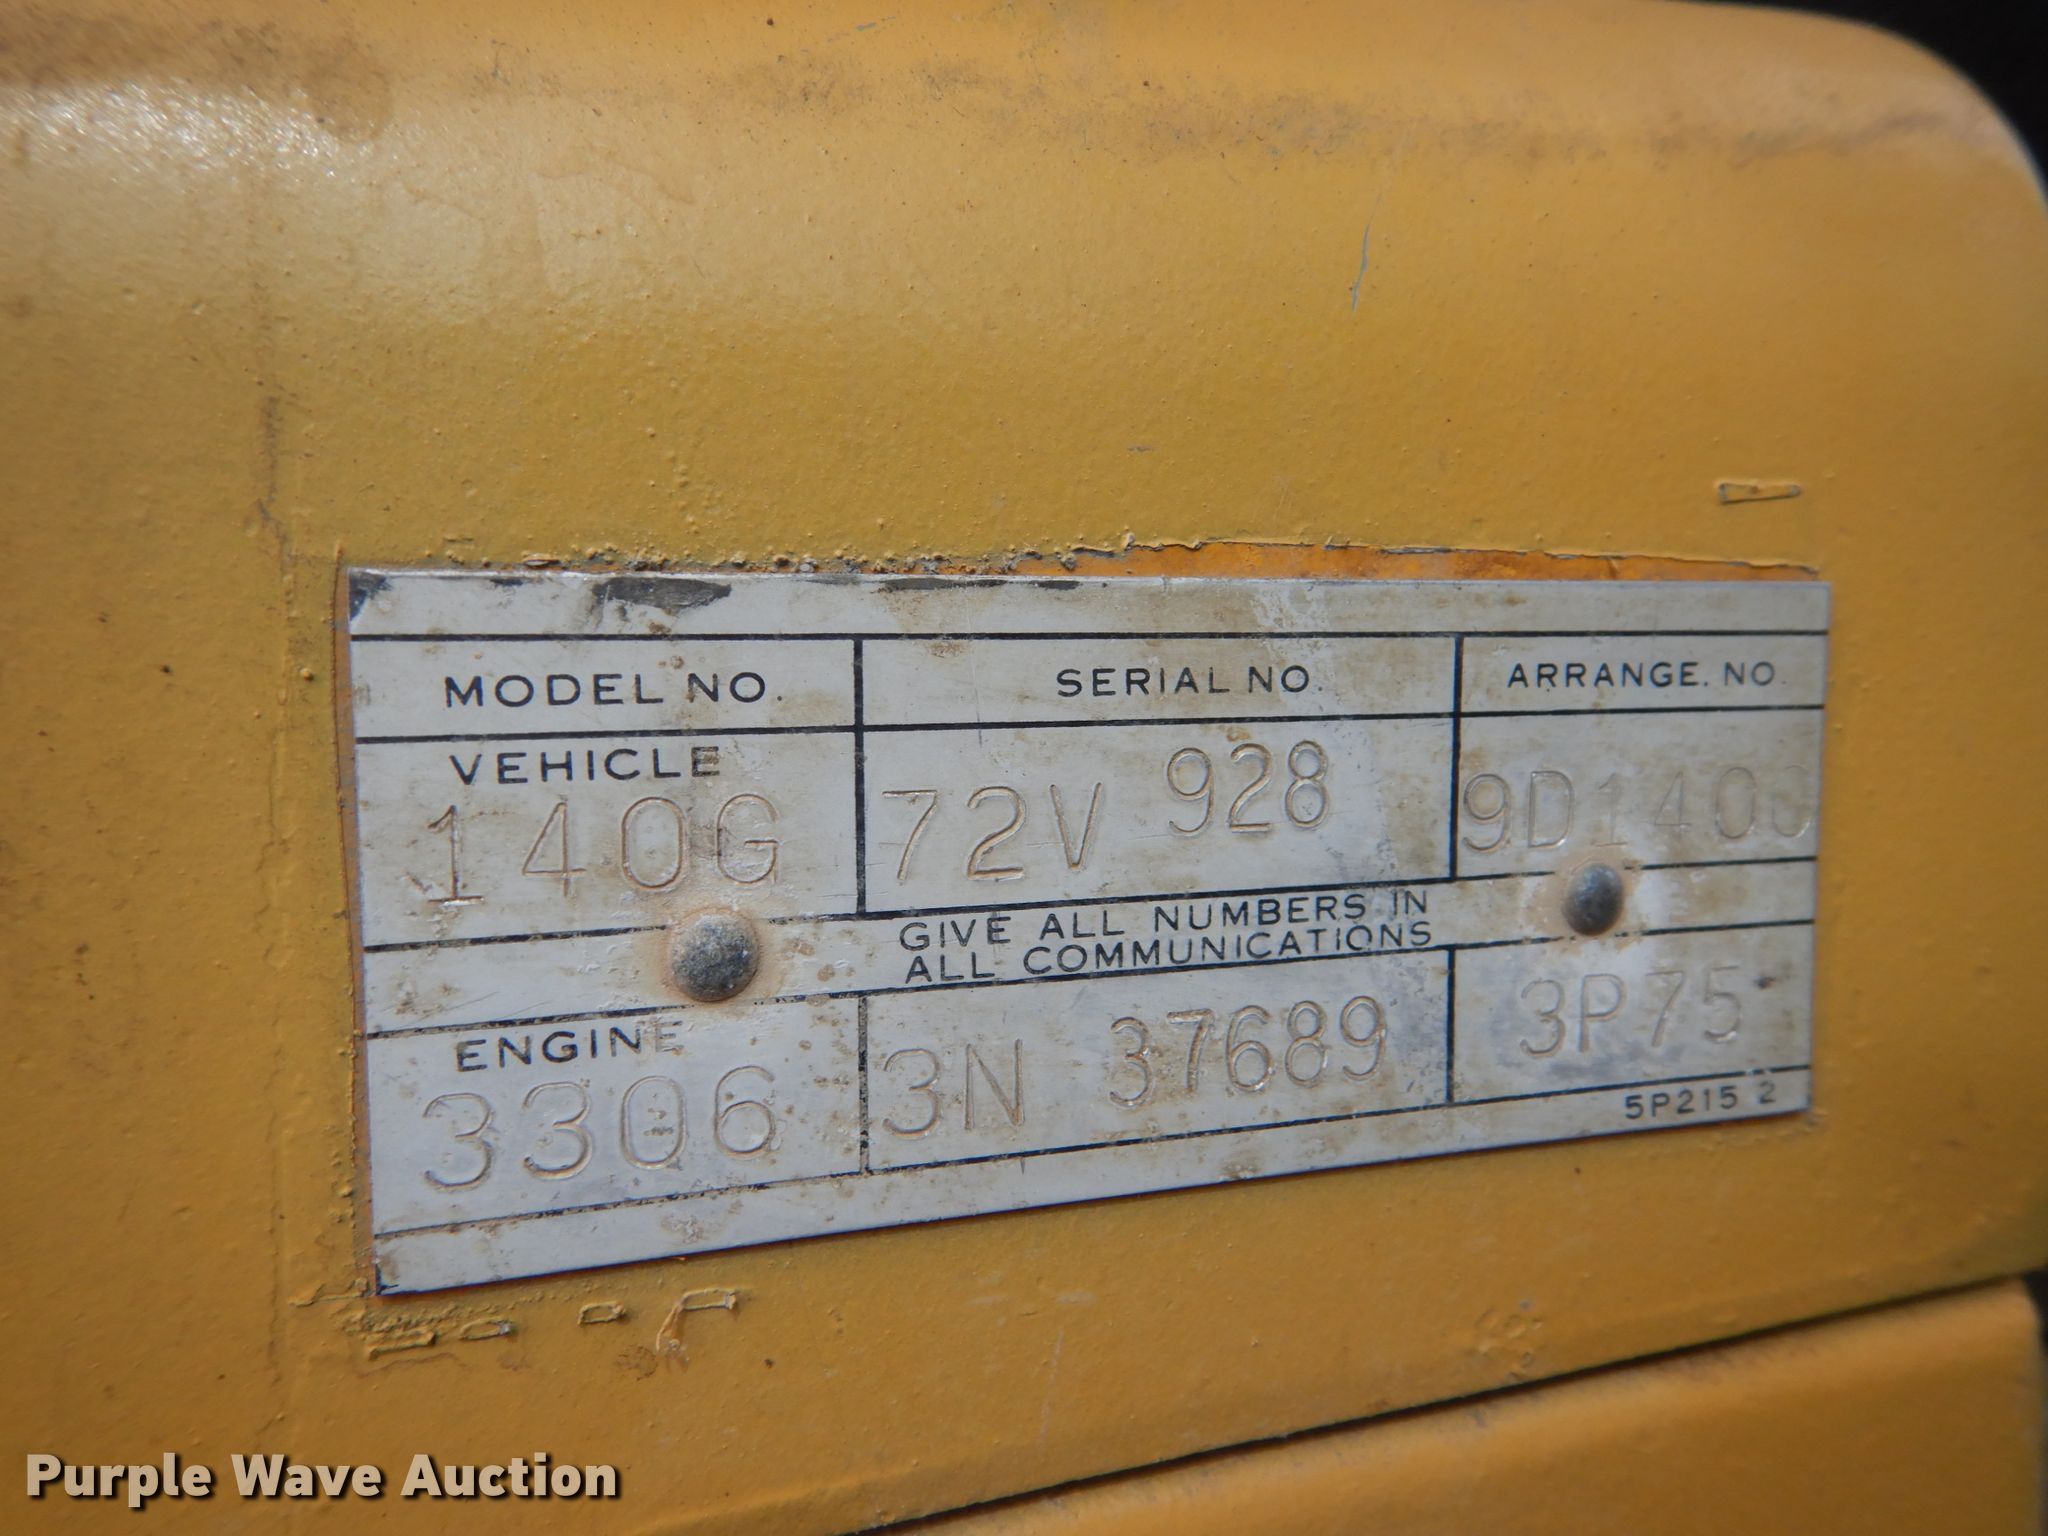 MODEL NO. SERIAL NO. ARRANGE. NO.
VEHICLE
140G 72V 928 9D1400
GIVE ALL NUMBERS IN
ALL COMMUNICATIONS
ENGINE
3306 3N 37689 3P75
5P215 2
Purple Wave Auction